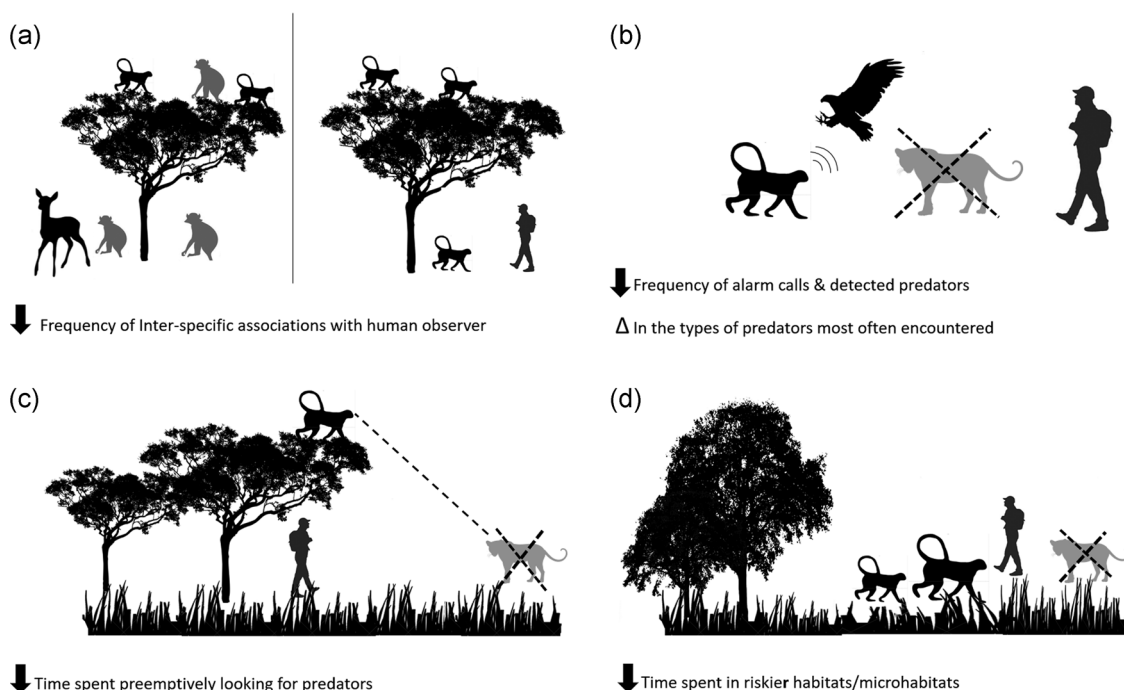 (a)
(b)
Frequency of Inter-specific associations with human observer
Frequency of alarm calls & detected predators
Δ In the types of predators most often encountered
(c)
(d)
Time spent preemptively looking for predators
Time spent in riskier habitats/microhabitats